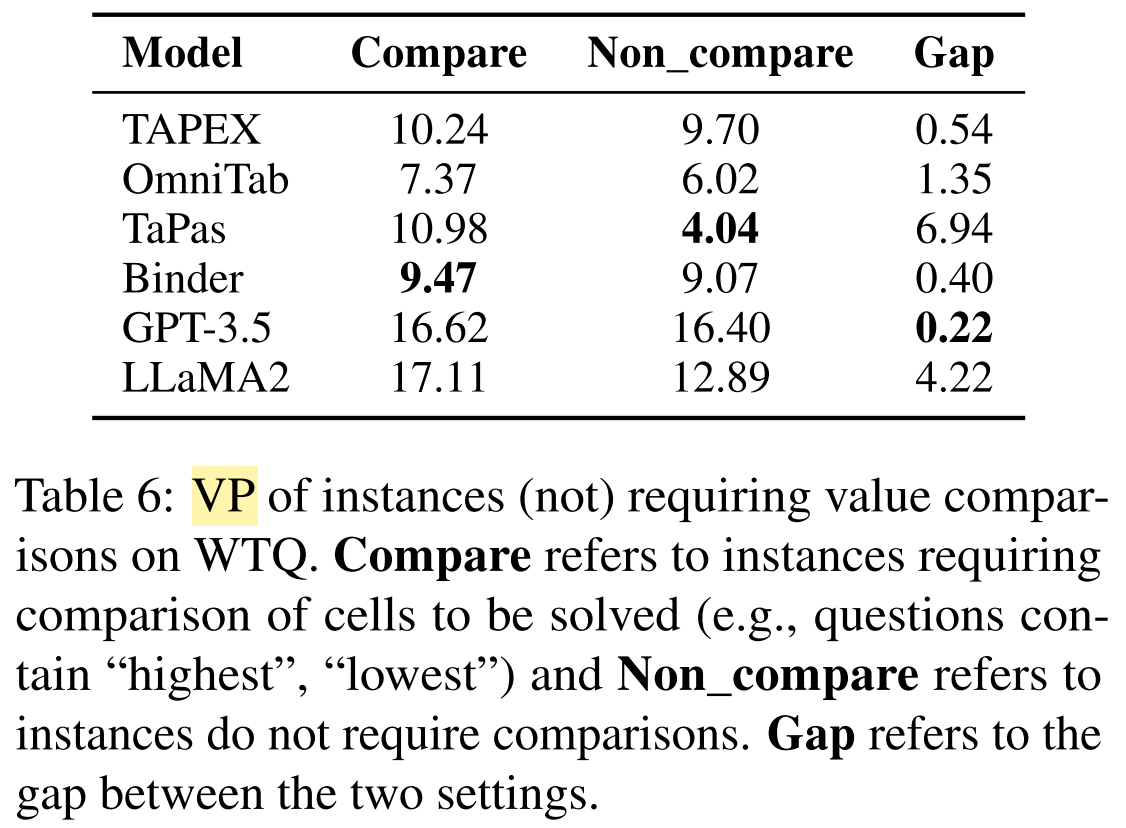 Model Compare Non_compare Gap
TAPEX 10.24 9.70 0.54
OmniTab 7.37 6.02 1.35
TaPas 10.98 4.04 6.94
Binder 9.47 9.07 0.40
GPT-3.5 16.62 16.40 0.22
LLaMA2 17.11 12.89 4.22
Table 6: VP of instances (not) requiring value compar-
isons on WTQ. Compare refers to instances requiring
comparison of cells to be solved (e.g., questions con-
tain “highest”, “lowest”) and Non_compare refers to
instances do not require comparisons. Gap refers to the
gap between the two settings.